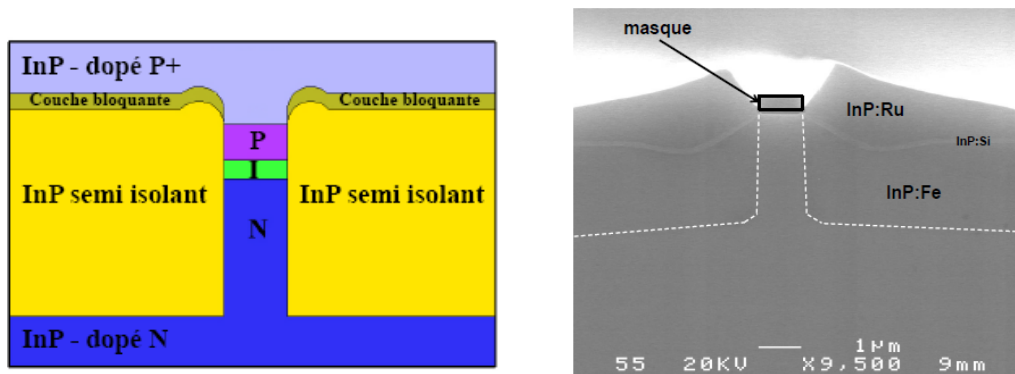 InP - dopé P+
Couche bloquante
Couche bloquante
P
I
InP semi isolant
InP semi isolant
N
InP - dopé N
masque
InP:Ru
InP:Si
InP:Fe
1µm
55 20KV X9,500 9mm